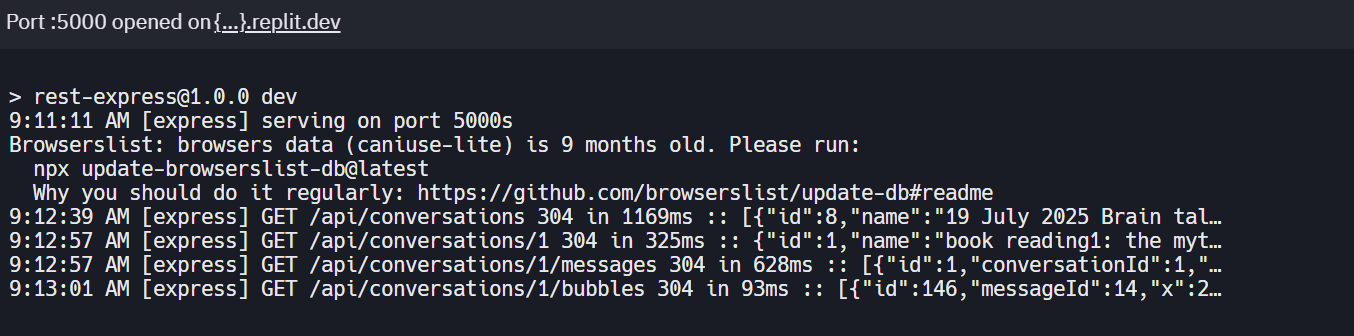 Port :5000 opened on {...}.replit.dev
> rest-express@1.0.0 dev
9:11:11 AM [express] serving on port 5000s
Browserslist: browsers data (caniuse-lite) is 9 months old. Please run:
  npx update-browserslist-db@latest
  Why you should do it regularly: https://github.com/browserslist/update-db#readme
9:12:39 AM [express] GET /api/conversations 304 in 1169ms :: [{"id":8,"name":"19 July 2025 Brain tal…
9:12:57 AM [express] GET /api/conversations/1 304 in 325ms :: {"id":1,"name":"book reading1: the myt…
9:12:57 AM [express] GET /api/conversations/1/messages 304 in 628ms :: [{"id":1,"conversationId":1,"…
9:13:01 AM [express] GET /api/conversations/1/bubbles 304 in 93ms :: [{"id":146,"messageId":14,"x":2…